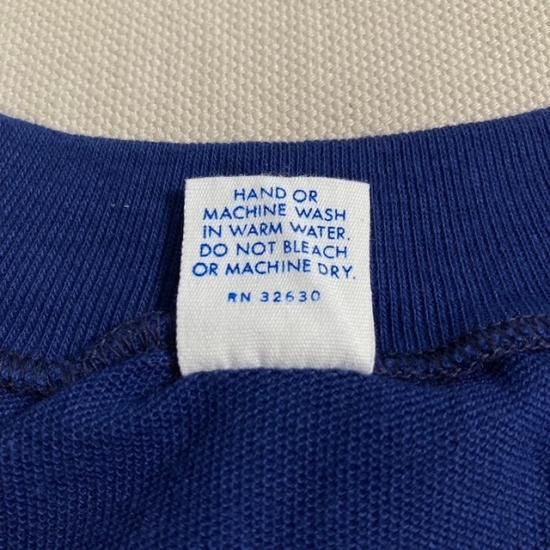 HAND OR
MACHINE WASH
IN WARM WATER.
DO NOT BLEACH
OR MACHINE DRY.
RN 32630